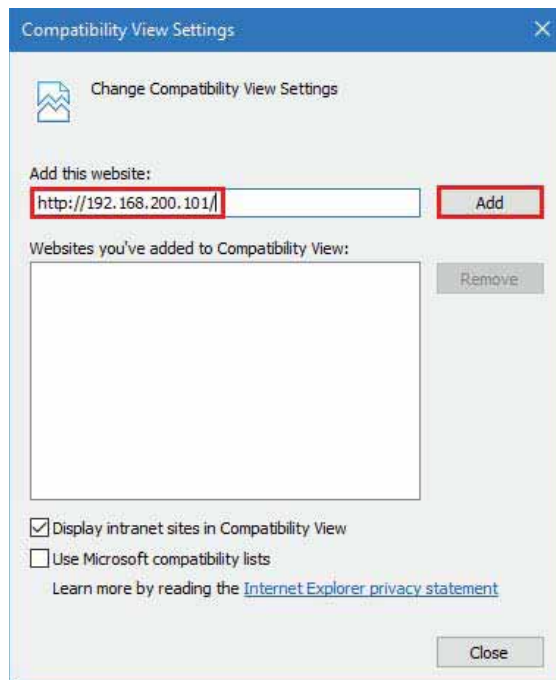 Compatibility View Settings
Change Compatibility View Settings
Add this website:
http://192.168.200.101/
Add
Websites you've added to Compatibility View:
Remove
Display intranet sites in Compatibility View
Use Microsoft compatibility lists
Learn more by reading the Internet Explorer privacy statement
Close